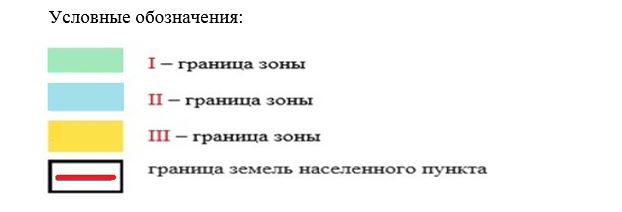 Условные обозначения:
I – граница зоны
II – граница зоны
III – граница зоны
граница земель населенного пункта